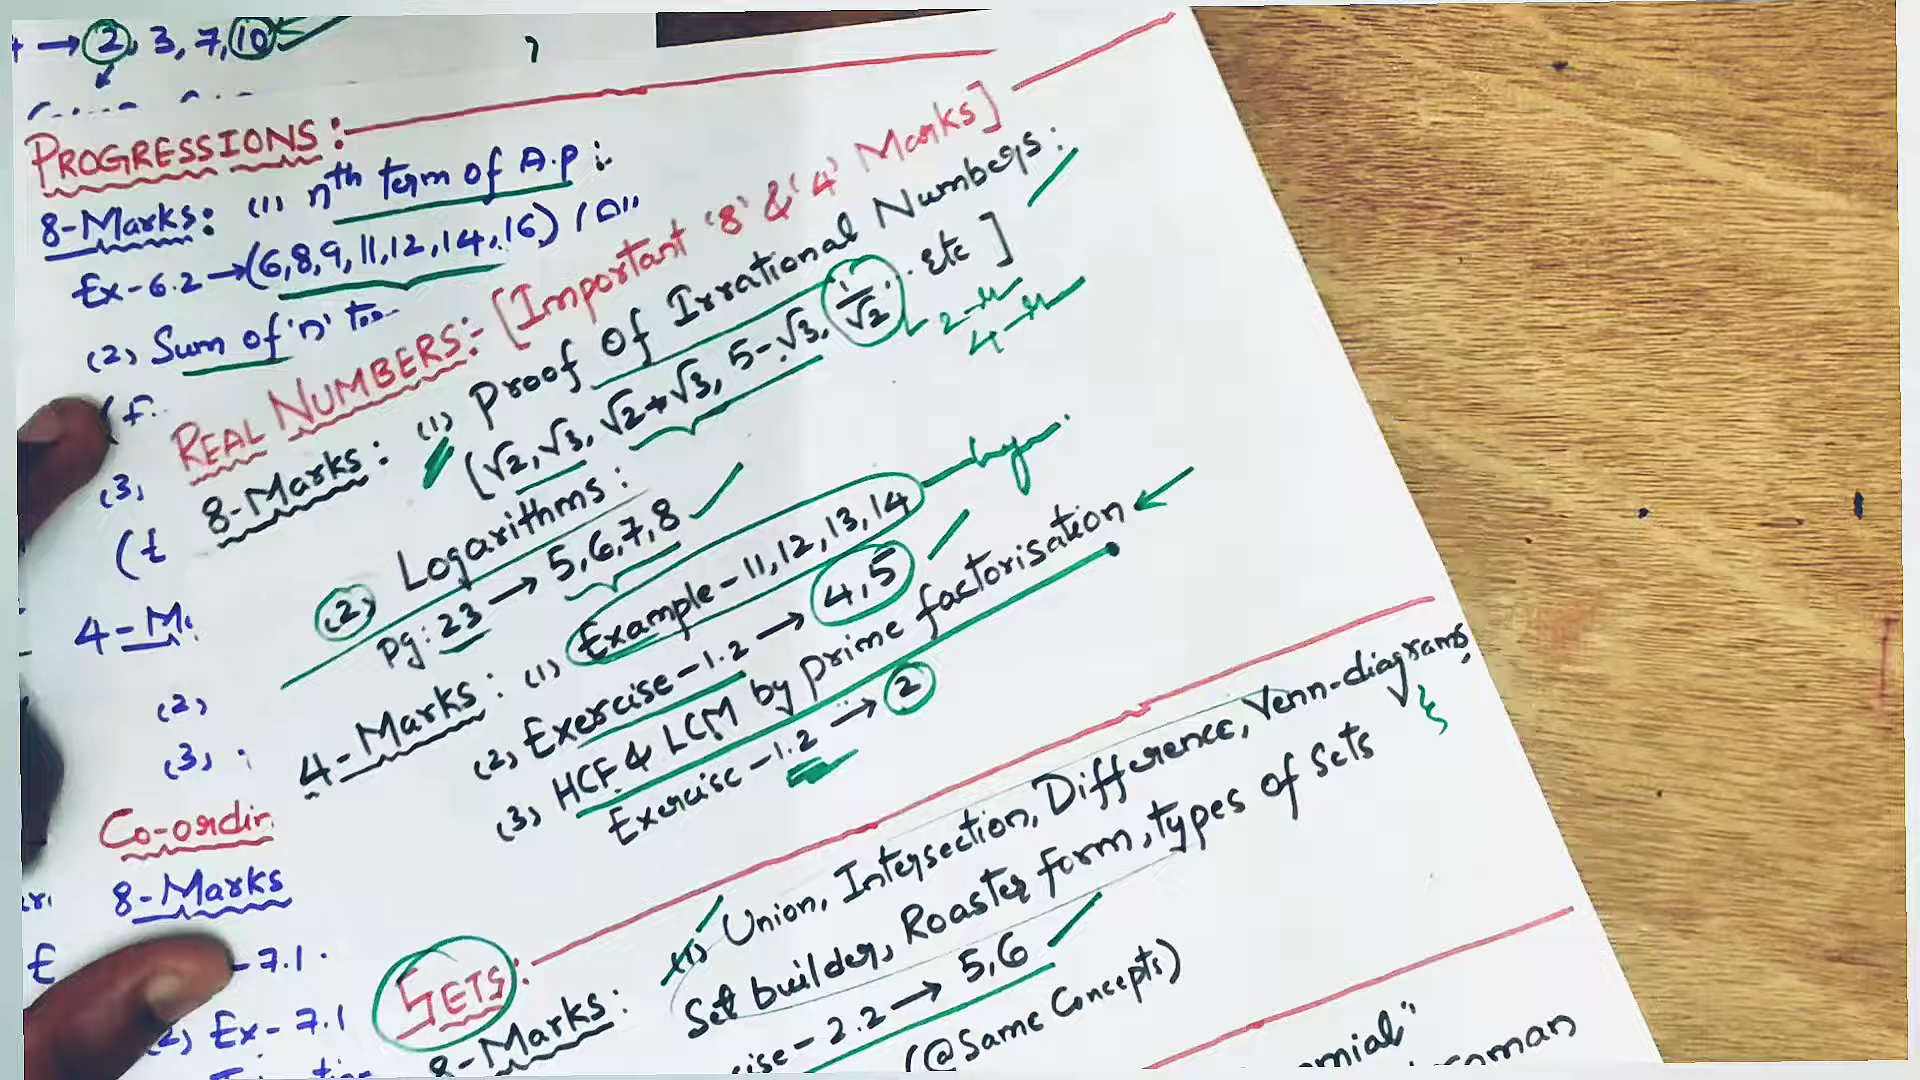 → 2, 3, 7, 10
PROGRESSIONS:
8-Marks: (1) nth term of A.p:
Ex-6.2→(6,8,9,11,12,14,16)
(2) Sum of 'n'
(3)
4-M
(2)
(3)
Co-ordin
8-Marks
-7.1.
(2) Ex-7.1
REAL NUMBERS:- [Important '8' & '4' Marks]
8-Marks: (1) Proof Of Irrational Numbers:
[√2, √3, √2+√3, 5-√3, 1/√2 .. Etc]
2-M
4-M
(2) Logarithms:
Pg: 23 → 5,6,7,8
4-Marks: (1) Example-11,12,13,14
(2) Exercise-1.2 → 4,5
(3) HCF & LCM by prime factorisation
Exercise-1.2 → 2
SETS:
8-Marks: (1) Union, Intersection, Difference, Venn-diagrams,
Set builder, Roaster form, types of Sets
cise-2.2 → 5,6
(@Same Concepts)
omial"